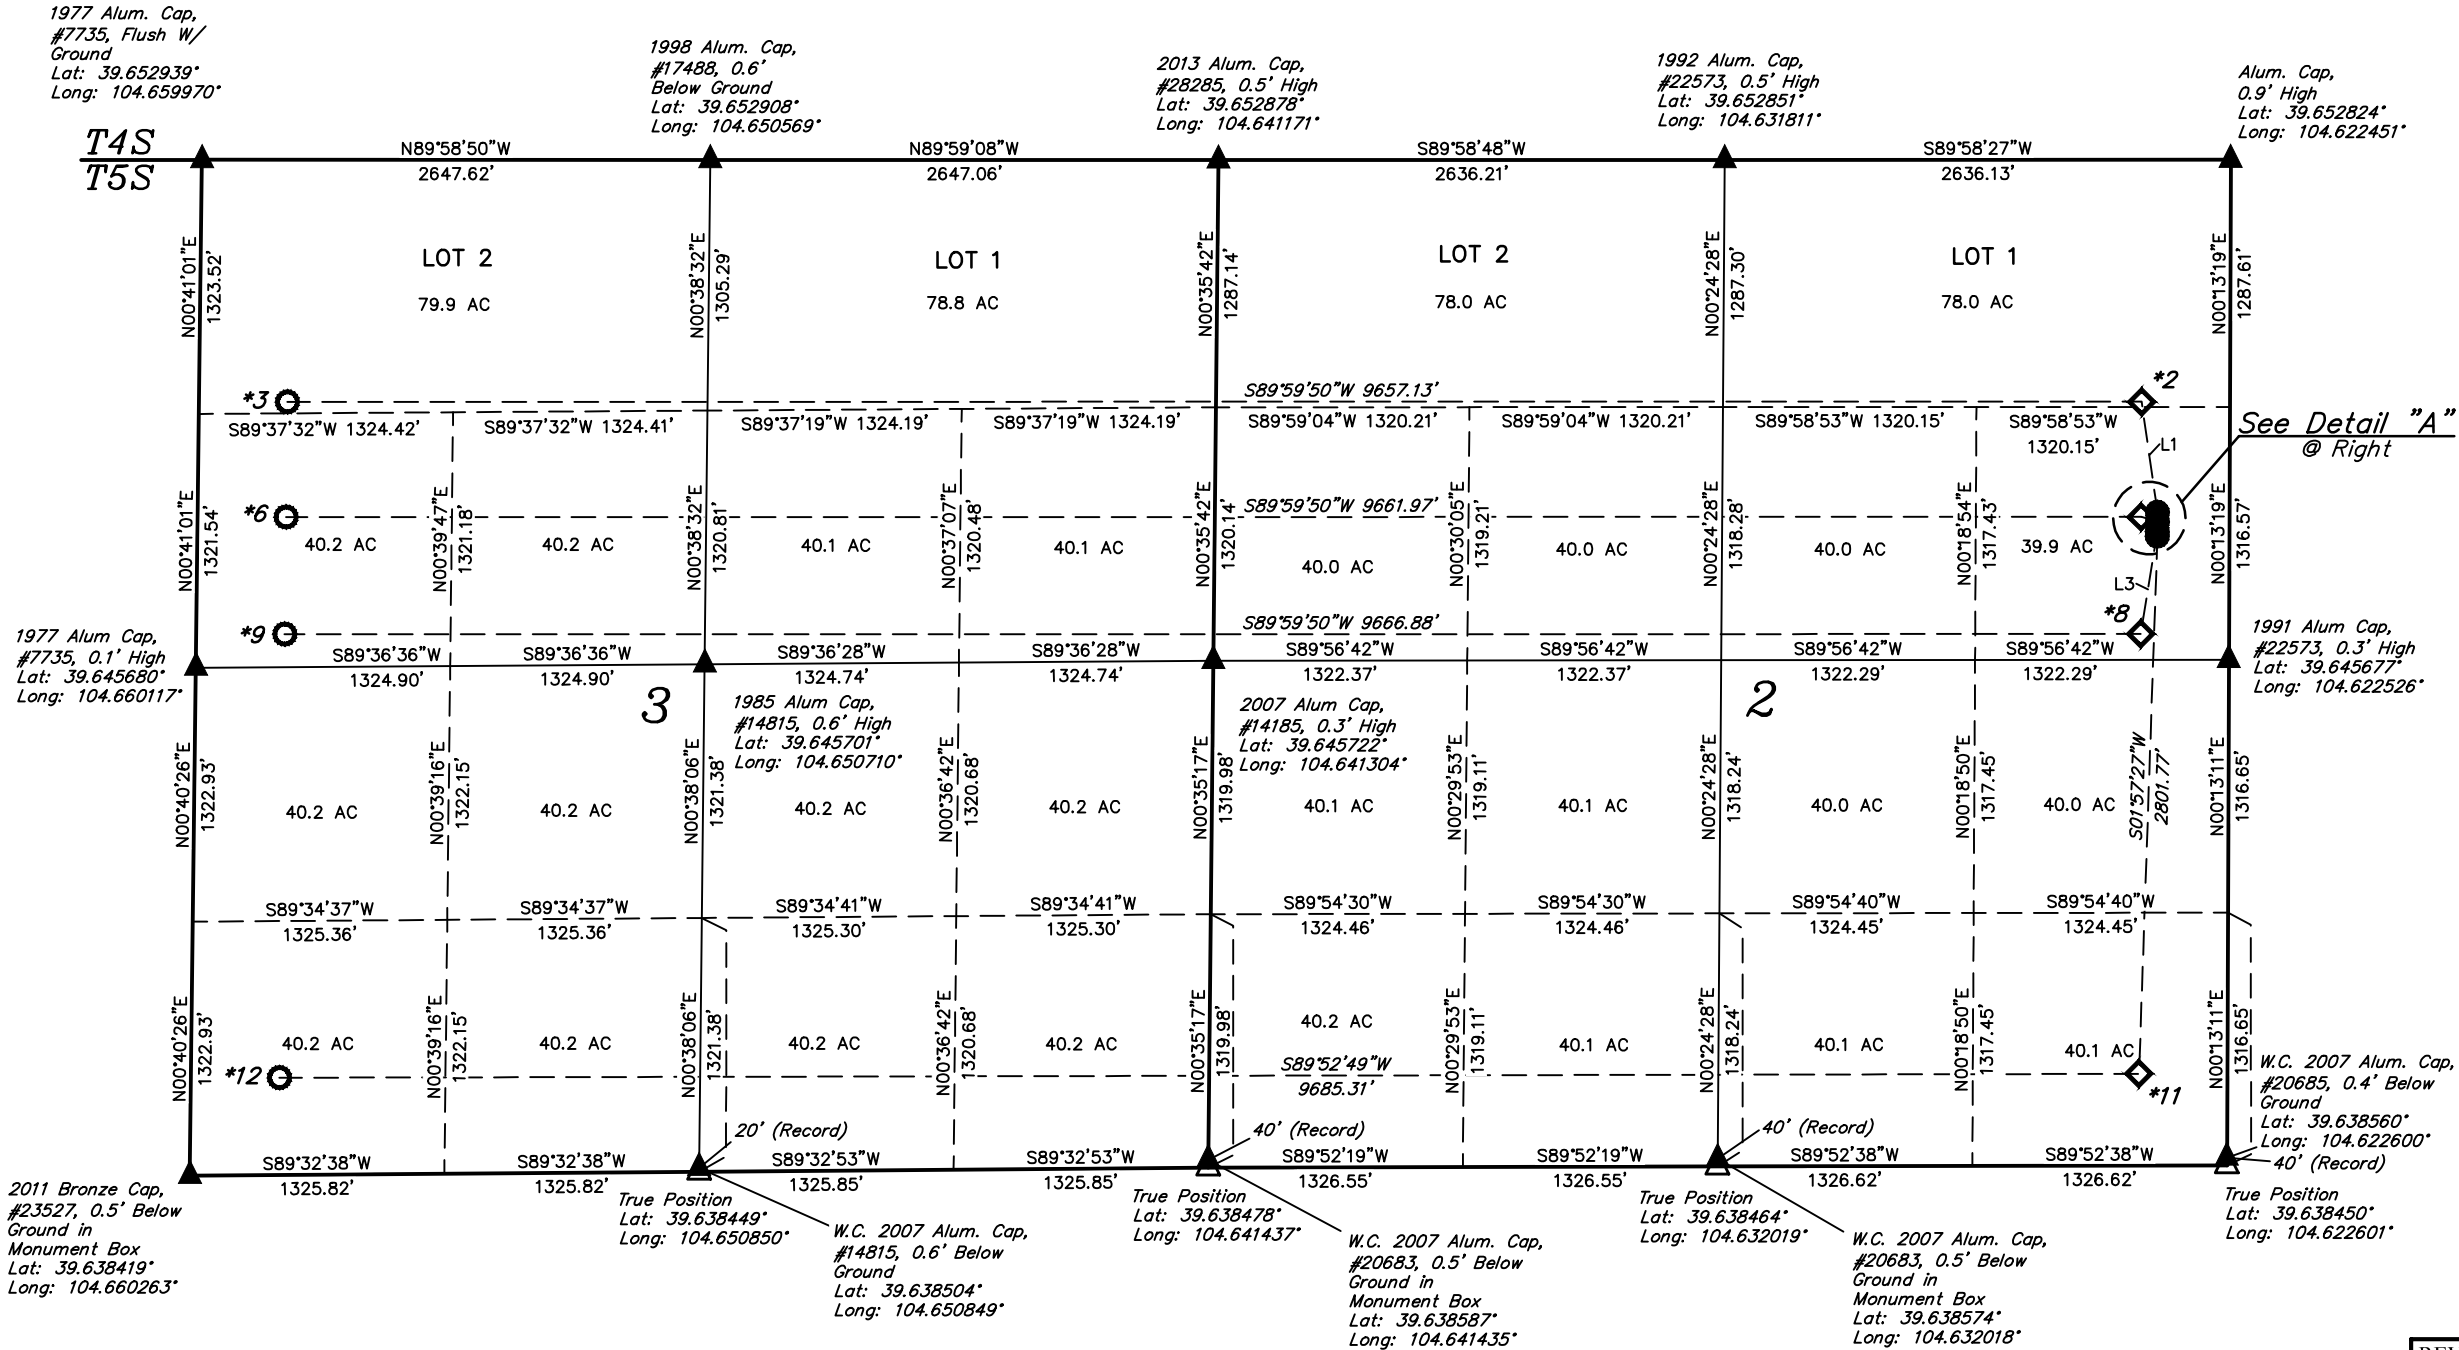 1977 Alum. Cap,
#7735, Flush W/
Ground
Lat: 39.652939°
Long: 104.659970°
1998 Alum. Cap,
#17488, 0.6'
Below Ground
Lat: 39.652908°
Long: 104.650569°
2013 Alum. Cap,
#28285, 0.5' High
Lat: 39.652878°
Long: 104.641171°
1992 Alum. Cap,
#22573, 0.5' High
Lat: 39.652851°
Long: 104.631811°
Alum. Cap,
0.9' High
Lat: 39.652824°
Long: 104.622451°
T4S
T5S
N89°58'50"W
2647.62'
N89°59'08"W
2647.06'
S89°58'48"W
2636.21'
S89°58'27"W
2636.13'
N00°41'01"E
1323.52'
LOT 2
79.9 AC
N00°38'32"E
1305.29'
LOT 1
78.8 AC
N00°35'42"E
1287.14'
LOT 2
78.0 AC
N00°24'28"E
1287.30'
LOT 1
78.0 AC
N00°13'19"E
1287.61'
*3
S89°59'50"W 9657.13'
*2
S89°37'32"W 1324.42'
S89°37'32"W 1324.41'
S89°37'19"W 1324.19'
S89°37'19"W 1324.19'
S89°59'04"W 1320.21'
S89°59'04"W 1320.21'
S89°58'53"W 1320.15'
S89°58'53"W
1320.15'
See Detail "A"
@ Right
L1
*6
S89°59'50"W 9661.97'
N00°41'01"E
1321.54'
40.2 AC
N00°39'47"E
1321.18'
40.2 AC
N00°38'32"E
1320.81'
40.1 AC
N00°37'07"E
1320.48'
40.1 AC
N00°35'42"E
1320.14'
40.0 AC
N00°30'05"E
1319.21'
40.0 AC
N00°24'28"E
1318.28'
40.0 AC
N00°18'54"E
1317.43'
39.9 AC
N00°13'19"E
1316.57'
L3
*8
*9
S89°59'50"W 9666.88'
1977 Alum Cap,
#7735, 0.1' High
Lat: 39.645680°
Long: 104.660117°
S89°36'36"W
1324.90'
S89°36'36"W
1324.90'
S89°36'28"W
1324.74'
S89°36'28"W
1324.74'
S89°56'42"W
1322.37'
S89°56'42"W
1322.37'
S89°56'42"W
1322.29'
S89°56'42"W
1322.29'
1991 Alum Cap,
#22573, 0.3' High
Lat: 39.645677°
Long: 104.622526°
3
2
1985 Alum Cap,
#14815, 0.6' High
Lat: 39.645701°
Long: 104.650710°
2007 Alum Cap,
#14185, 0.3' High
Lat: 39.645722°
Long: 104.641304°
N00°40'26"E
1322.93'
40.2 AC
N00°39'16"E
1322.15'
40.2 AC
N00°38'06"E
1321.38'
40.2 AC
N00°36'42"E
1320.68'
40.2 AC
N00°35'17"E
1319.98'
40.1 AC
N00°29'53"E
1319.11'
40.1 AC
N00°24'28"E
1318.24'
40.0 AC
N00°18'50"E
1317.45'
40.0 AC
S01°57'27"W
2801.77'
N00°13'11"E
1316.65'
S89°34'37"W
1325.36'
S89°34'37"W
1325.36'
S89°34'41"W
1325.30'
S89°34'41"W
1325.30'
S89°54'30"W
1324.46'
S89°54'30"W
1324.46'
S89°54'40"W
1324.45'
S89°54'40"W
1324.45'
N00°40'26"E
1322.93'
40.2 AC
N00°39'16"E
1322.15'
40.2 AC
N00°38'06"E
1321.38'
40.2 AC
N00°36'42"E
1320.68'
40.2 AC
N00°35'17"E
1319.98'
40.2 AC
N00°29'53"E
1319.11'
40.1 AC
N00°24'28"E
1318.24'
40.1 AC
N00°18'50"E
1317.45'
40.1 AC
N00°13'11"E
1316.65'
*12
S89°52'49"W
9685.31'
*11
W.C. 2007 Alum. Cap,
#20685, 0.4' Below
Ground
Lat: 39.638560°
Long: 104.622600°
40' (Record)
20' (Record)
40' (Record)
40' (Record)
S89°32'38"W
1325.82'
S89°32'38"W
1325.82'
S89°32'53"W
1325.85'
S89°32'53"W
1325.85'
S89°52'19"W
1326.55'
S89°52'19"W
1326.55'
S89°52'38"W
1326.62'
S89°52'38"W
1326.62'
2011 Bronze Cap,
#23527, 0.5' Below
Ground in
Monument Box
Lat: 39.638419°
Long: 104.660263°
True Position
Lat: 39.638449°
Long: 104.650850°
W.C. 2007 Alum. Cap,
#14815, 0.6' Below
Ground
Lat: 39.638504°
Long: 104.650849°
True Position
Lat: 39.638478°
Long: 104.641437°
W.C. 2007 Alum. Cap,
#20683, 0.5' Below
Ground in
Monument Box
Lat: 39.638587°
Long: 104.641435°
True Position
Lat: 39.638464°
Long: 104.632019°
W.C. 2007 Alum. Cap,
#20683, 0.5' Below
Ground in
Monument Box
Lat: 39.638574°
Long: 104.632018°
True Position
Lat: 39.638450°
Long: 104.622601°